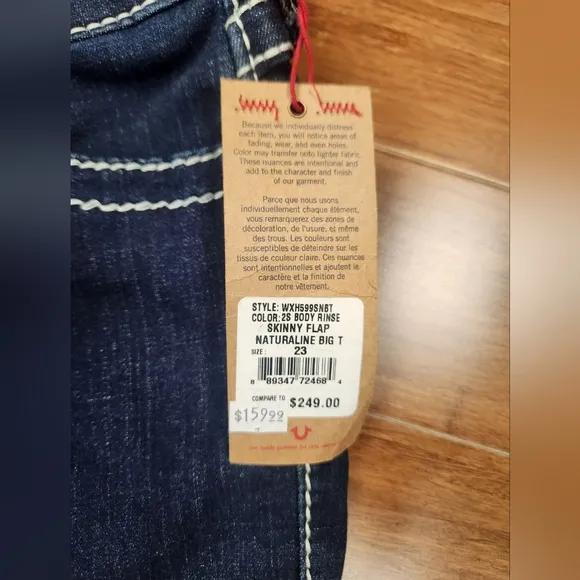 Because we individually distress
each item, you will notice areas of
fading, wear, and even holes.
Color may transfer onto lighter fabric.
These nuances are intentional and
add to the character and finish
of our garment.
Parce que nous usons
individuellement chaque élément,
vous remarquerez des zones de
décoloration, de l'usure, et même
des trous. Les couleurs sont
susceptibles de déteindre sur les
tissus de couleur claire. Ces nuances
sont intentionnelles et ajoutent le
caractère et la finition de
notre vêtement.
STYLE: WXH599SNBT
COLOR: 2S BODY RINSE
SKINNY FLAP
NATURALINE BIG T
SIZE: 23
8 89347 72468 4
COMPARE TO $249.00
$159.99